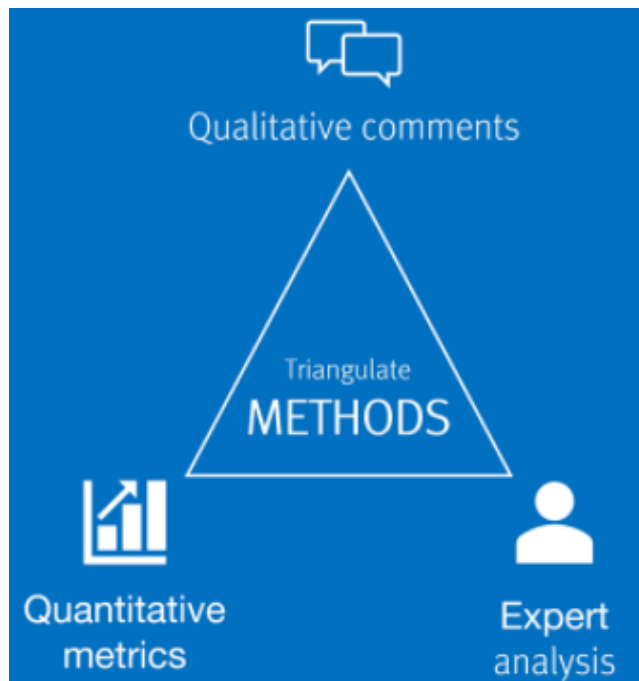 Qualitative comments
Triangulate
METHODS
Quantitative
metrics
Expert
analysis